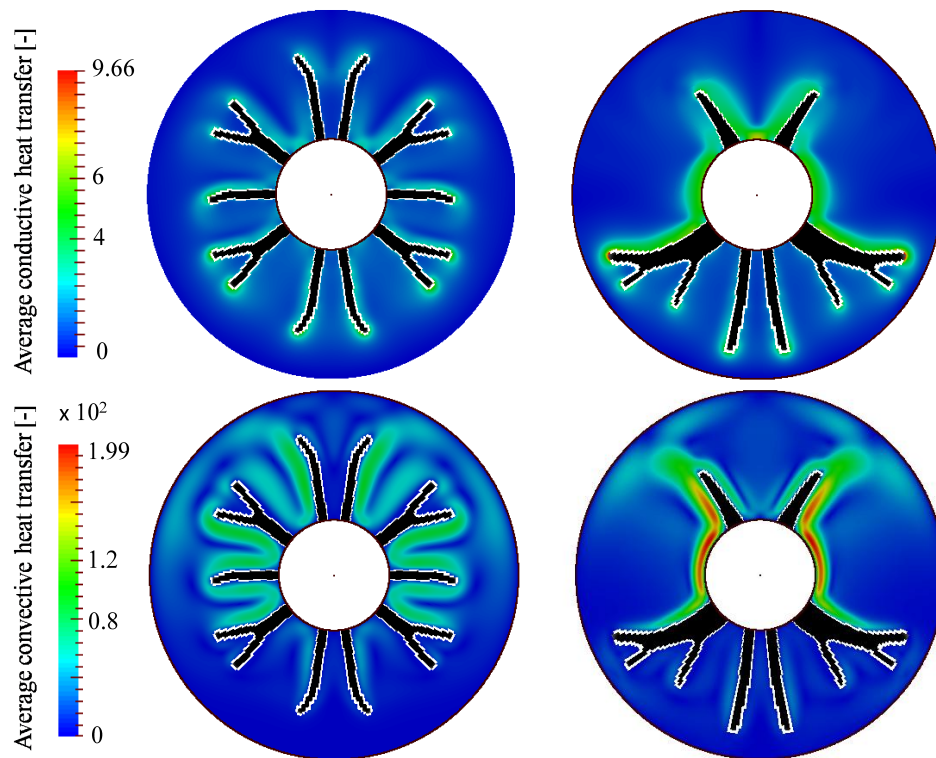 Average conductive heat transfer [-]
9.66
6
4
0
Average convective heat transfer [-]
x 10²
1.99
1.2
0.8
0